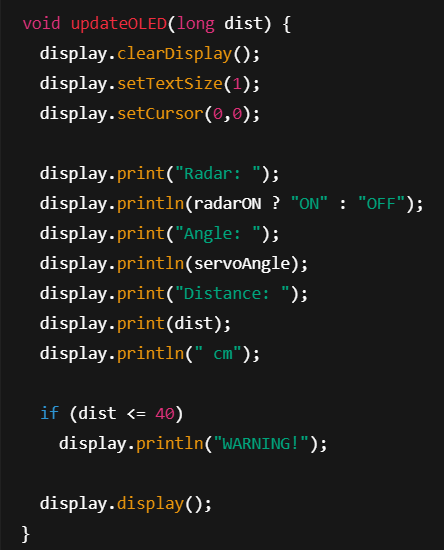 void updateOLED(long dist) {
  display.clearDisplay();
  display.setTextSize(1);
  display.setCursor(0,0);

  display.print("Radar: ");
  display.println(radarON ? "ON" : "OFF");
  display.print("Angle: ");
  display.println(servoAngle);
  display.print("Distance: ");
  display.print(dist);
  display.println(" cm");

  if (dist <= 40)
    display.println("WARNING!");

  display.display();
}